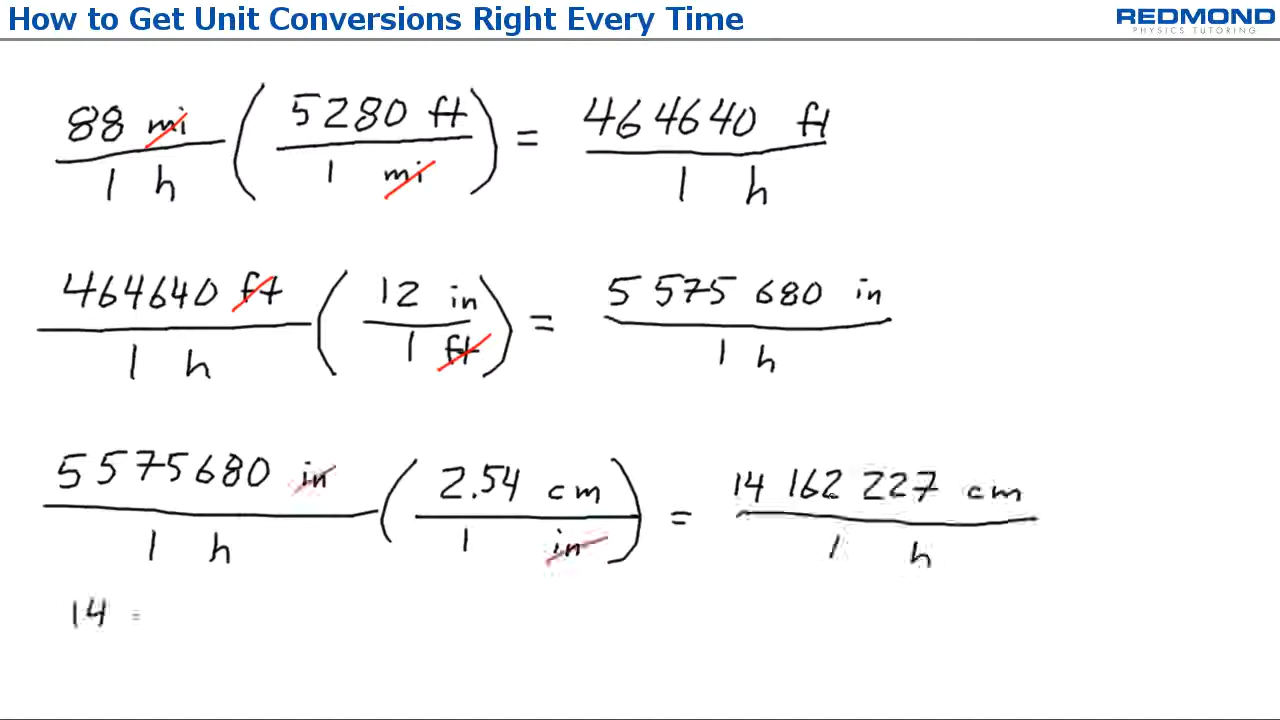 How to Get Unit Conversions Right Every Time
REDMOND
PHYSICS TUTORING
88 mi / 1 h ( 5280 ft / 1 mi ) = 464640 ft / 1 h
464640 ft / 1 h ( 12 in / 1 ft ) = 5 575 680 in / 1 h
5575680 in / 1 h ( 2.54 cm / 1 in ) = 14 162 227 cm / 1 h
14